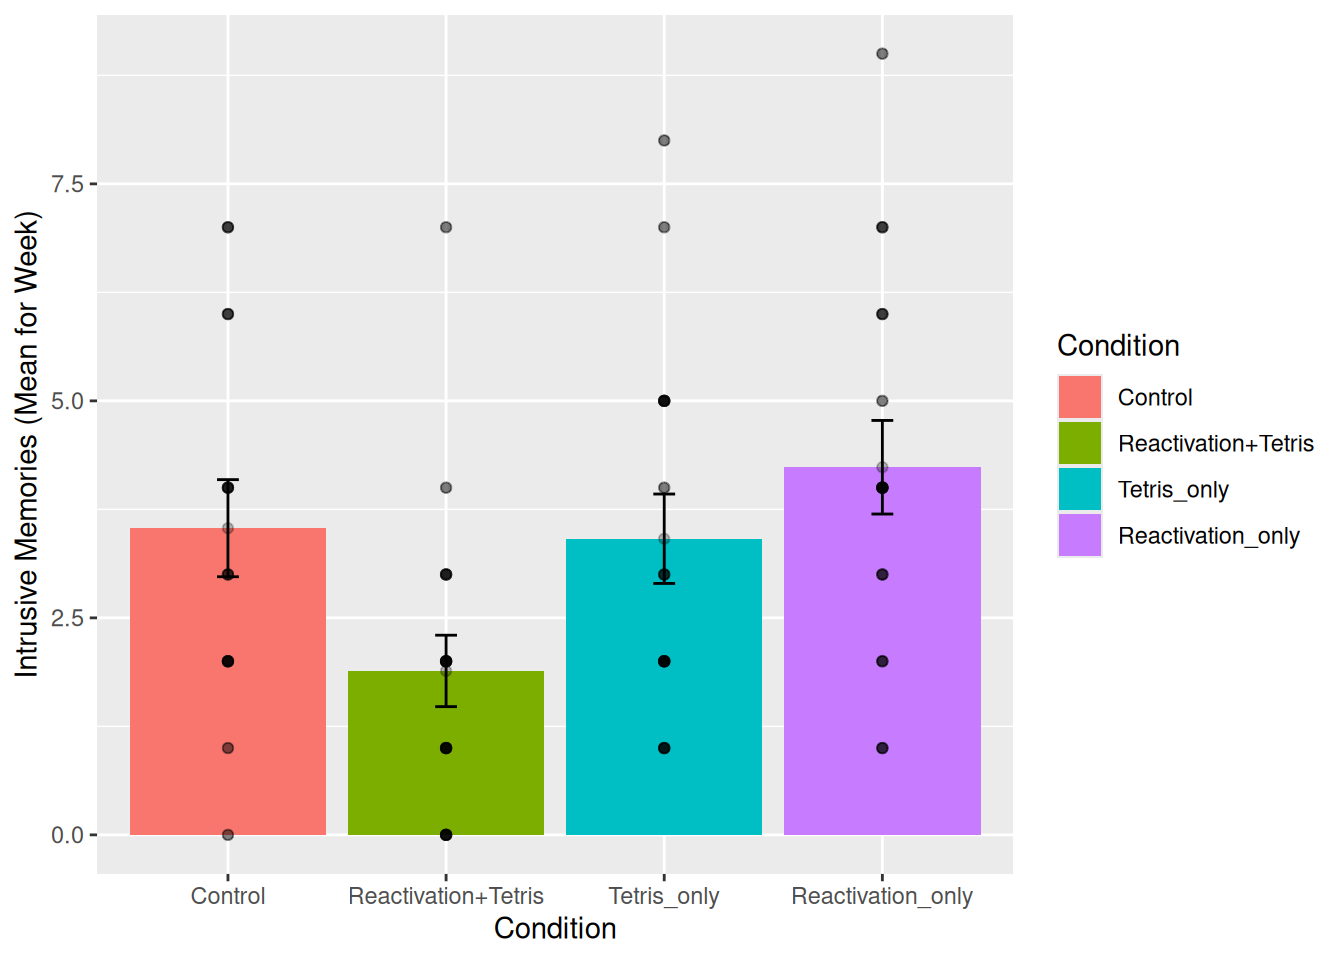 Intrusive Memories (Mean for Week)
7.5
5.0
2.5
0.0
Control
Reactivation+Tetris
Tetris_only
Reactivation_only
Condition
Condition
Control
Reactivation+Tetris
Tetris_only
Reactivation_only